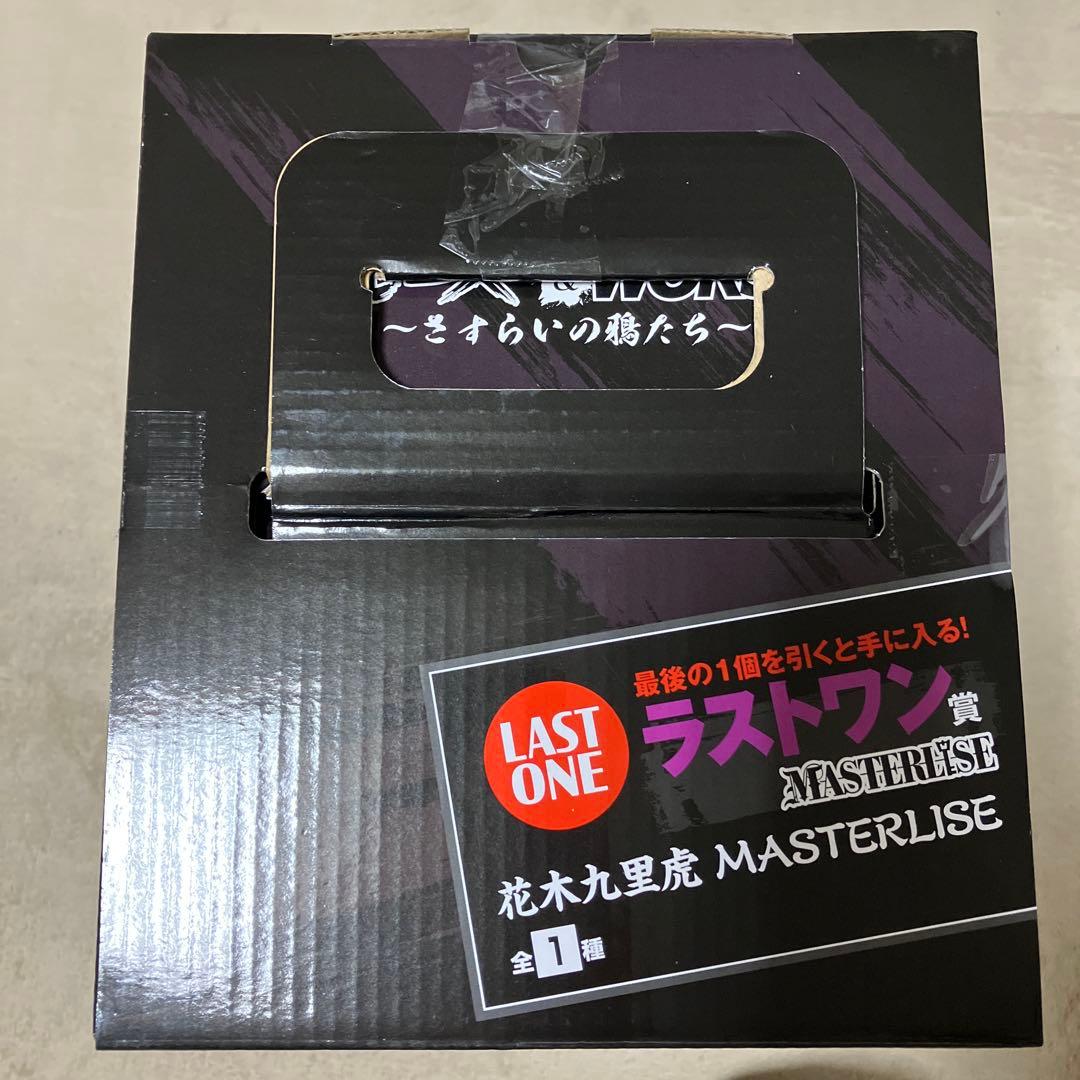 ～さすらいの鴉たち～
最後の1個を引くと手に入る!
LAST
ONE
ラストワン賞
MASTERLISE
花木九里虎 MASTERLISE
全1種